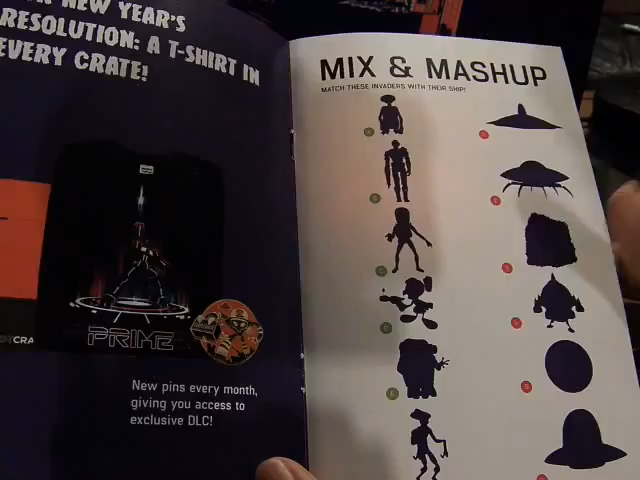 NEW YEAR'S
RESOLUTION: A T-SHIRT IN
EVERY CRATE!
PRIME
New pins every month,
giving you access to
exclusive DLC!
MIX & MASHUP
MATCH THESE INVADERS WITH THEIR SHIP!